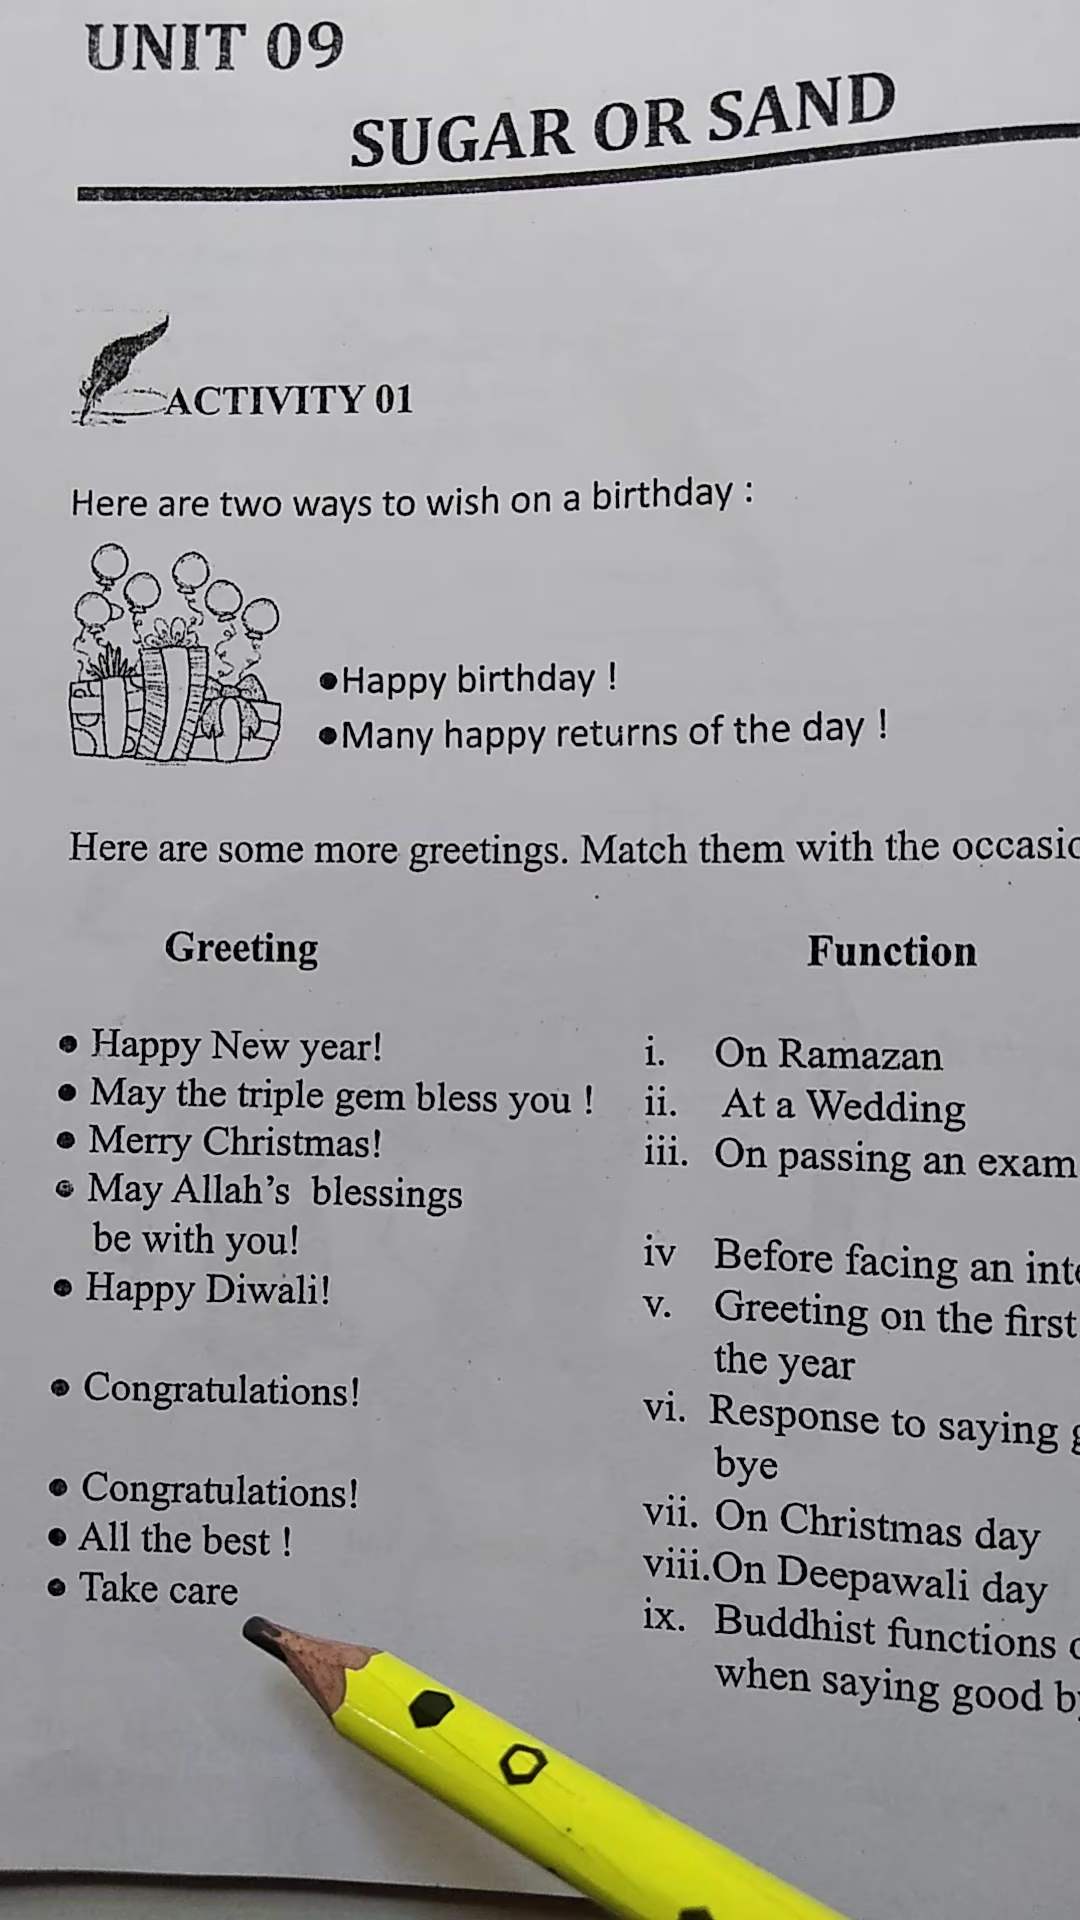 UNIT 09
SUGAR OR SAND
ACTIVITY 01
Here are two ways to wish on a birthday :
●Happy birthday !
●Many happy returns of the day !
Here are some more greetings. Match them with the
Greeting
● Happy New year!
● May the triple gem bless you !
● Merry Christmas!
● May Allah's blessings
be with you!
● Happy Diwali!
● Congratulations!
● Congratulations!
● All the best !
● Take care
Function
i. On Ramazan
ii. At a Wedding
iii. On passing an exam
iv Before facing an
v. Greeting on the first
the year
vi. Response to saying
bye
vii. On Christmas day
viii.On Deepawali day
ix. Buddhist functions
when saying good